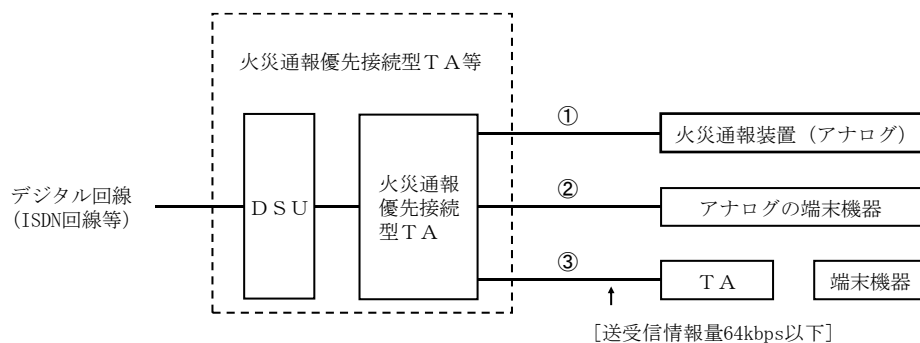 火災通報優先接続型ＴＡ等
①
火災通報装置（アナログ）
デジタル回線
(ISDN回線等)
ＤＳＵ
火災通報
優先接続
型ＴＡ
②
アナログの端末機器
③
ＴＡ
端末機器
[送受信情報量64kbps以下]